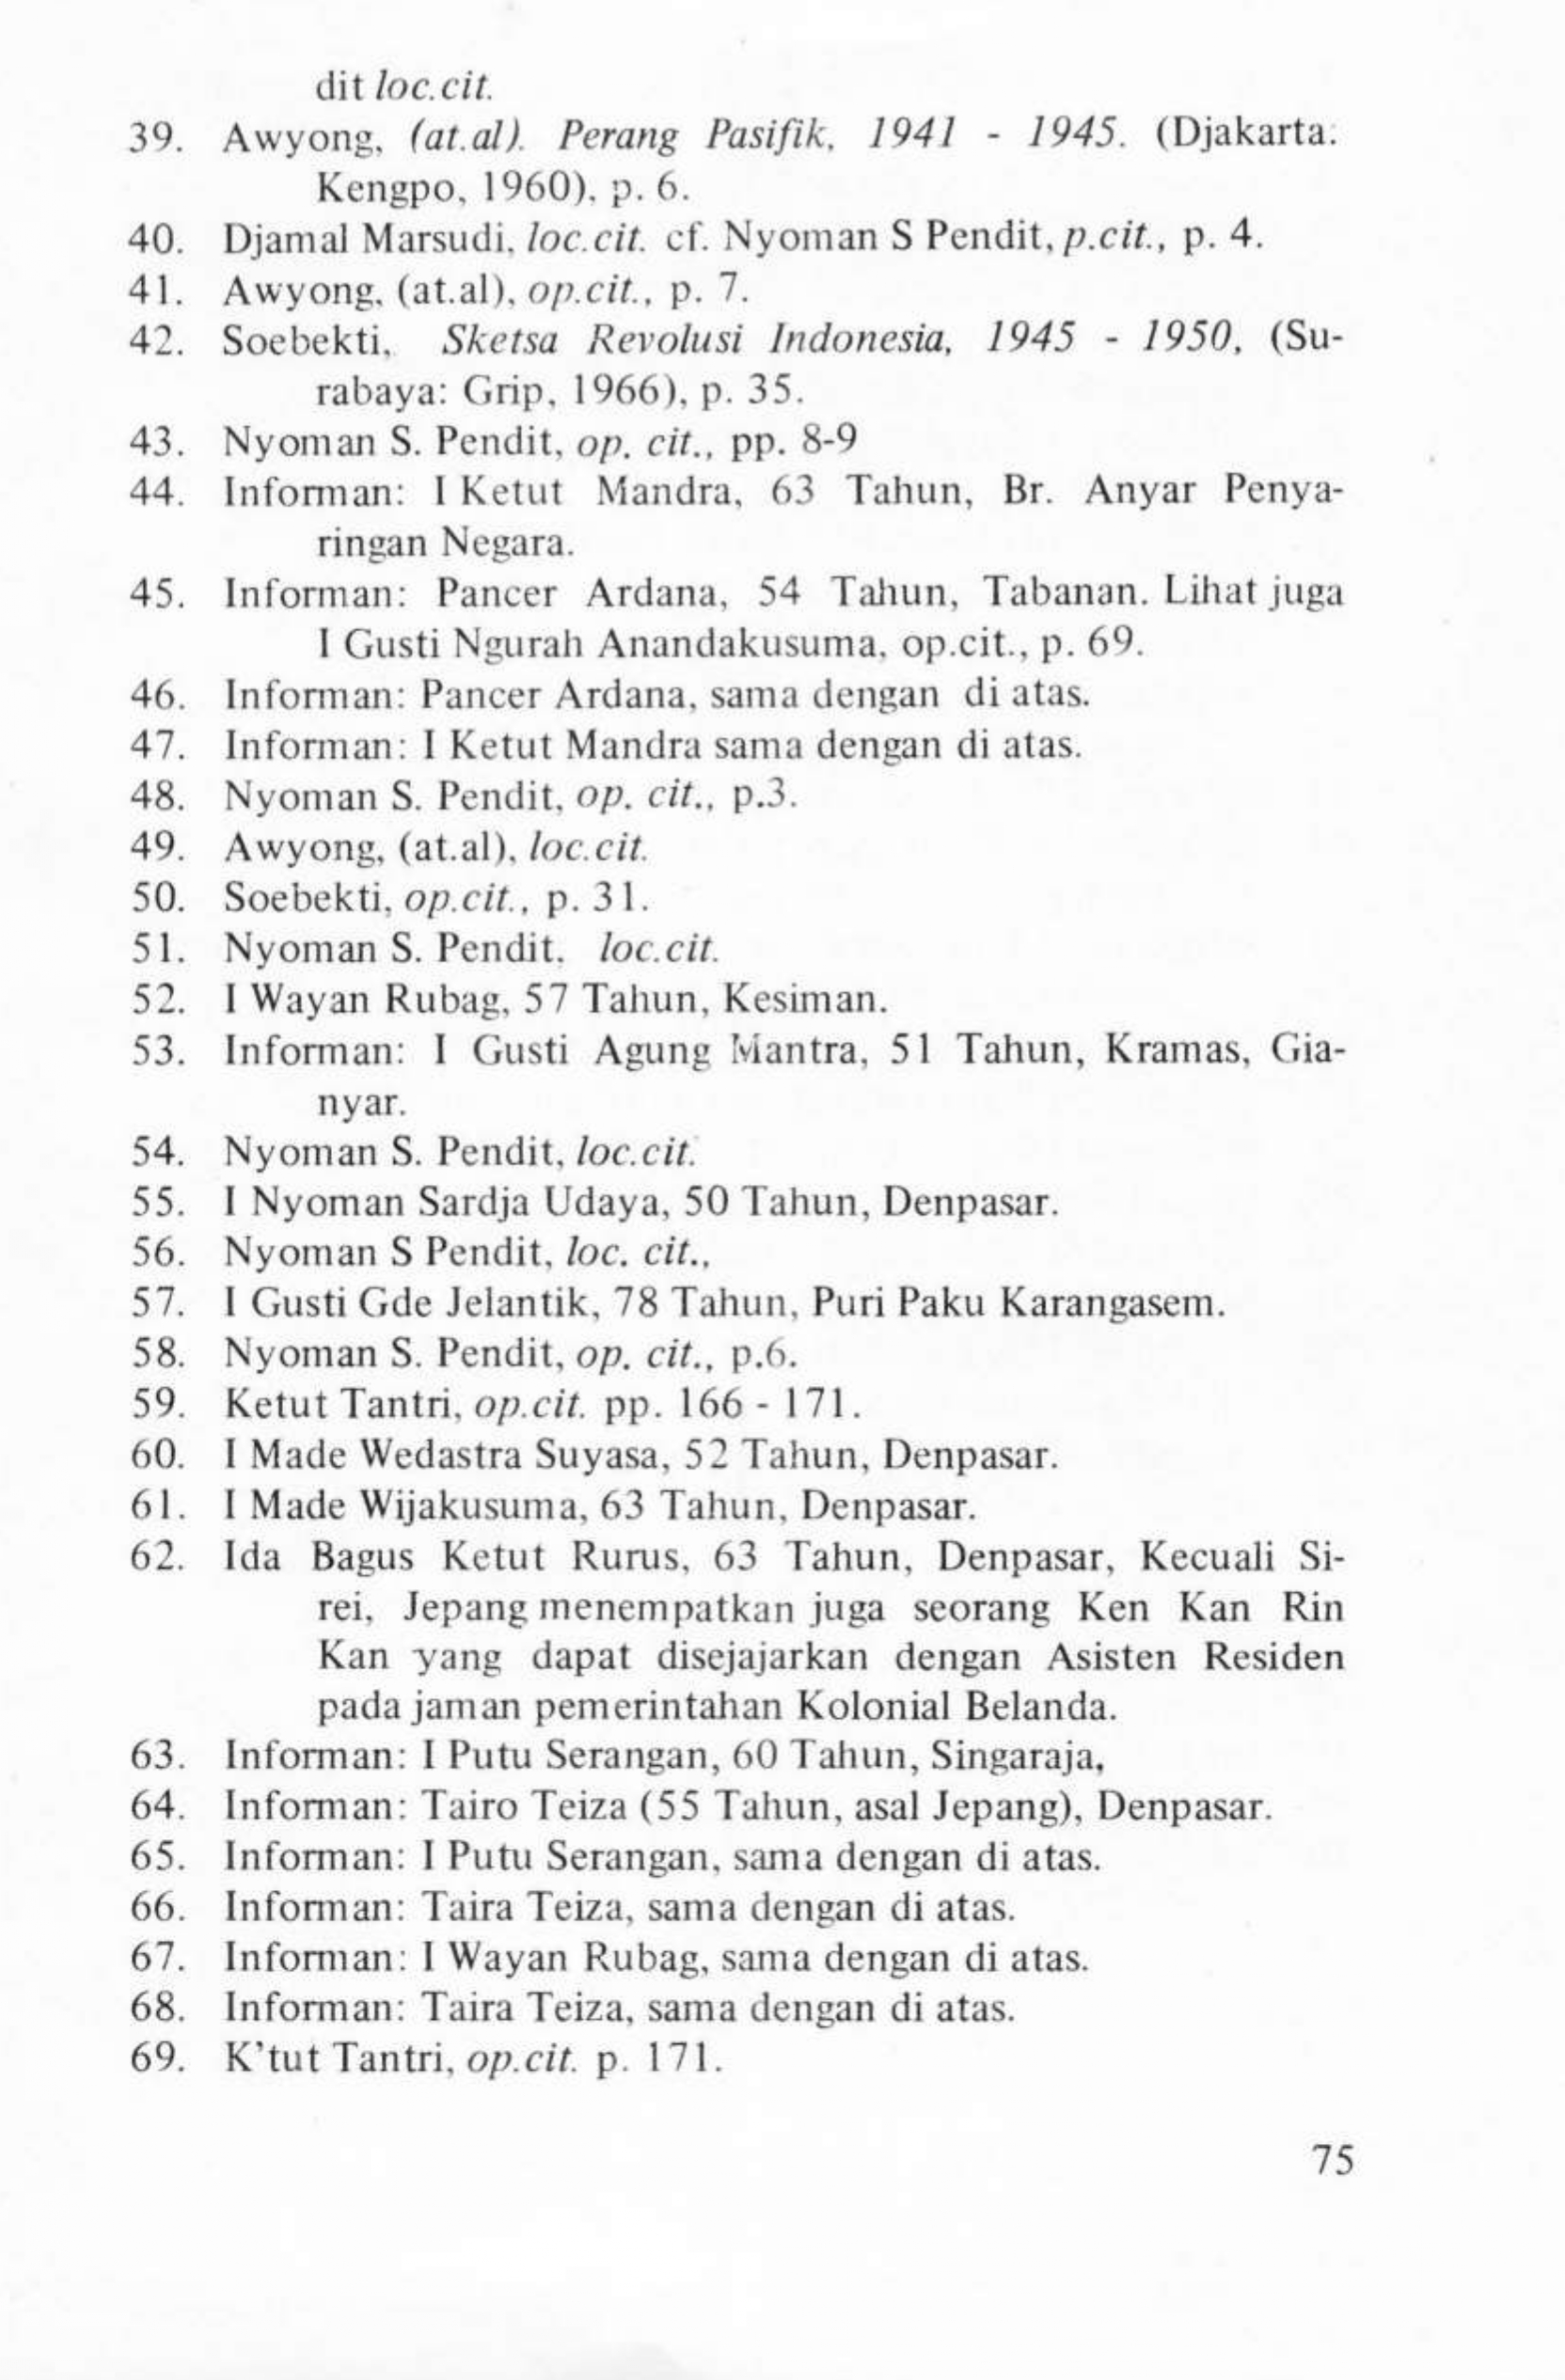 dit loc.cit.
39. Awyong, (at.al). Perang Pasifik, 1941 - 1945. (Djakarta:
Kengpo, 1960), p. 6.
40. Djamal Marsudi, loc.cit. cf. Nyoman S Pendit, p.cit., p. 4.
41. Awyong, (at.al), op.cit., p. 7.
42. Soebekti, Sketsa Revolusi Indonesia, 1945 - 1950, (Su-
rabaya: Grip, 1966), p. 35.
43. Nyoman S. Pendit, op. cit., pp. 8-9
44. Informan: I Ketut Mandra, 63 Tahun, Br. Anyar Penya-
ringan Negara.
45. Informan: Pancer Ardana, 54 Tahun, Tabanan. Lihat juga
I Gusti Ngurah Anandakusuma, op.cit., p. 69.
46. Informan: Pancer Ardana, sama dengan di atas.
47. Informan: I Ketut Mandra sama dengan di atas.
48. Nyoman S. Pendit, op. cit., p.3.
49. Awyong, (at.al), loc.cit.
50. Soebekti, op.cit., p. 31.
51. Nyoman S. Pendit, loc.cit.
52. I Wayan Rubag, 57 Tahun, Kesiman.
53. Informan: I Gusti Agung Mantra, 51 Tahun, Kramas, Gia-
nyar.
54. Nyoman S. Pendit, loc.cit.
55. I Nyoman Sardja Udaya, 50 Tahun, Denpasar.
56. Nyoman S Pendit, loc. cit.,
57. I Gusti Gde Jelantik, 78 Tahun, Puri Paku Karangasem.
58. Nyoman S. Pendit, op. cit., p.6.
59. Ketut Tantri, op.cit. pp. 166 - 171.
60. I Made Wedastra Suyasa, 52 Tahun, Denpasar.
61. I Made Wijakusuma, 63 Tahun, Denpasar.
62. Ida Bagus Ketut Rurus, 63 Tahun, Denpasar, Kecuali Si-
rei, Jepang menempatkan juga seorang Ken Kan Rin
Kan yang dapat disejajarkan dengan Asisten Residen
pada jaman pemerintahan Kolonial Belanda.
63. Informan: I Putu Serangan, 60 Tahun, Singaraja,
64. Informan: Tairo Teiza (55 Tahun, asal Jepang), Denpasar.
65. Informan: I Putu Serangan, sama dengan di atas.
66. Informan: Taira Teiza, sama dengan di atas.
67. Informan: I Wayan Rubag, sama dengan di atas.
68. Informan: Taira Teiza, sama dengan di atas.
69. K'tut Tantri, op.cit. p. 171.
75